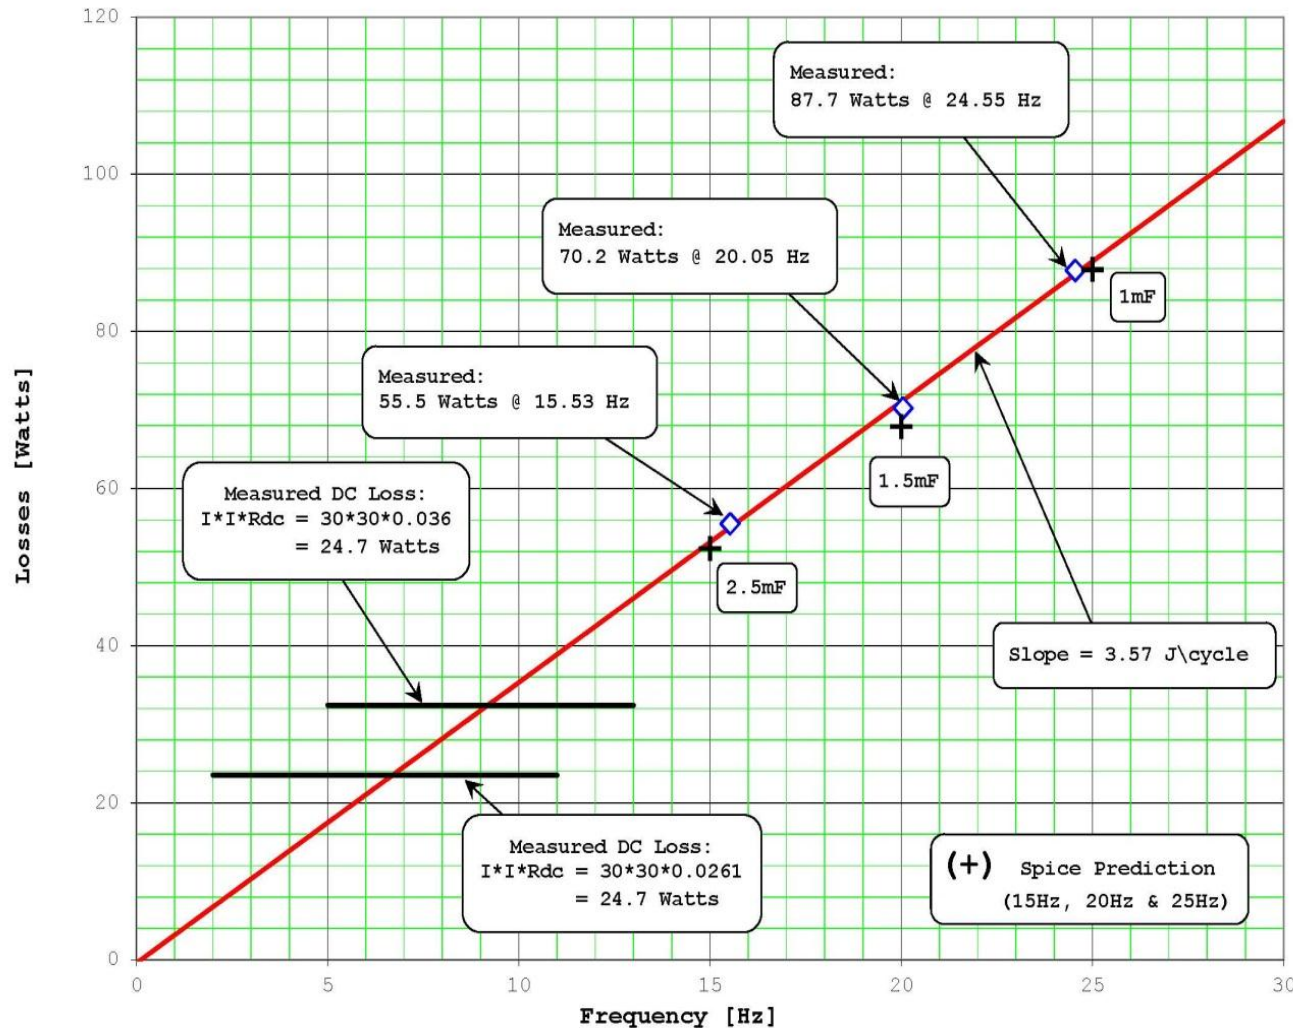 120
100
80
60
40
20
0
Losses [Watts]
Measured:
87.7 Watts @ 24.55 Hz
Measured:
70.2 Watts @ 20.05 Hz
Measured:
55.5 Watts @ 15.53 Hz
Measured DC Loss:
I*I*Rdc = 30*30*0.036
= 24.7 Watts
1mF
1.5mF
2.5mF
Slope = 3.57 J\cycle
Measured DC Loss:
I*I*Rdc = 30*30*0.0261
= 24.7 Watts
(+) Spice Prediction
(15Hz, 20Hz & 25Hz)
0 5 10 15 20 25 30
Frequency [Hz]